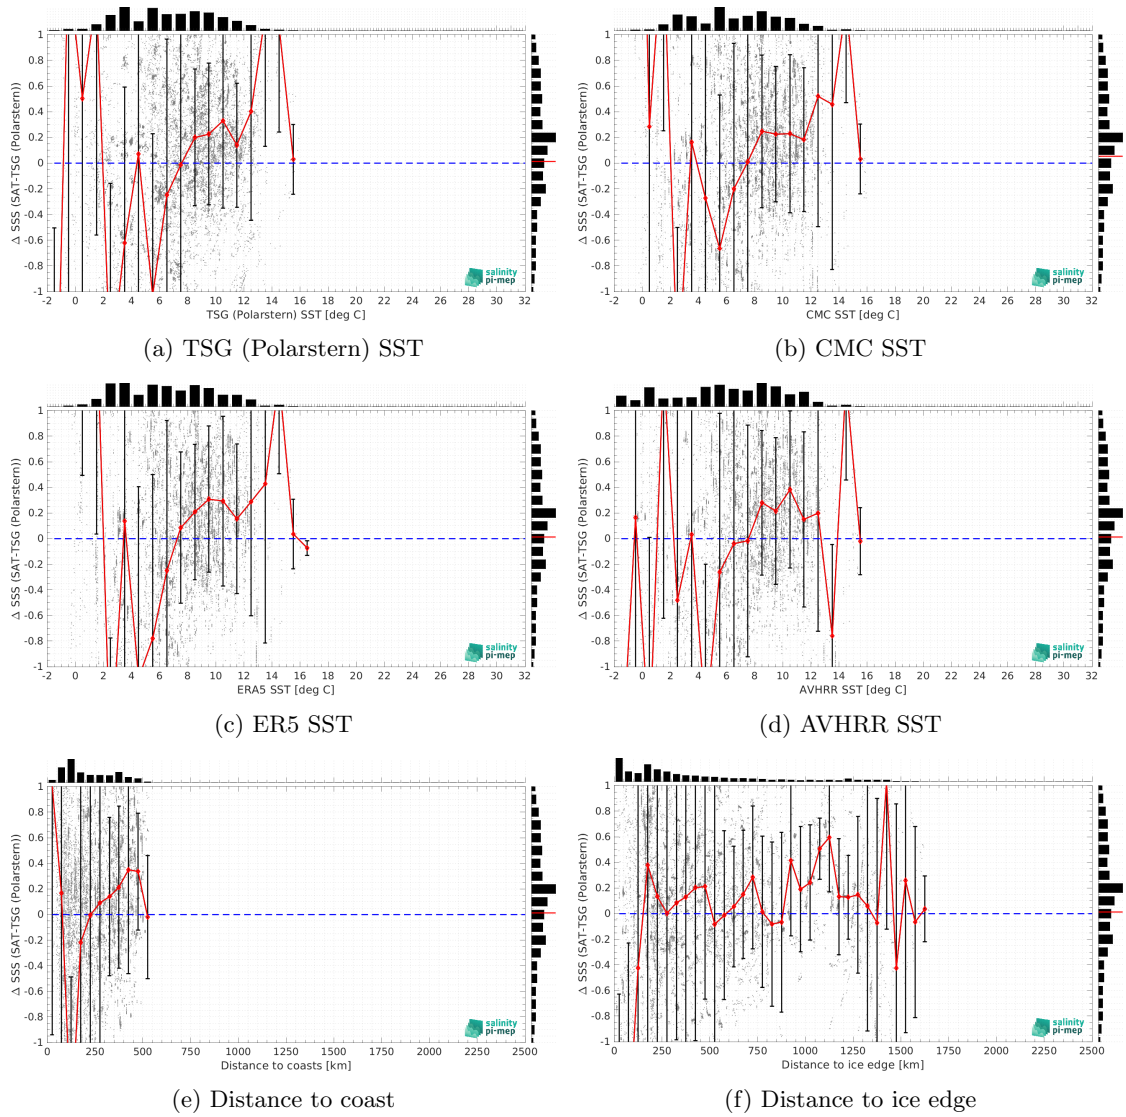 1
0.8
0.6
0.4
0.2
0
-0.2
-0.4
-0.6
-0.8
-1
Δ SSS (SAT-TSG (Polarstern))
salinity
pi-mep
-2 0 2 4 6 8 10 12 14 16 18 20 22 24 26 28 30 32
TSG (Polarstern) SST [deg C]
(a) TSG (Polarstern) SST
1
0.8
0.6
0.4
0.2
0
-0.2
-0.4
-0.6
-0.8
-1
Δ SSS (SAT-TSG (Polarstern))
salinity
pi-mep
-2 0 2 4 6 8 10 12 14 16 18 20 22 24 26 28 30 32
CMC SST [deg C]
(b) CMC SST
1
0.8
0.6
0.4
0.2
0
-0.2
-0.4
-0.6
-0.8
-1
Δ SSS (SAT-TSG (Polarstern))
salinity
pi-mep
-2 0 2 4 6 8 10 12 14 16 18 20 22 24 26 28 30 32
ERA5 SST [deg C]
(c) ER5 SST
1
0.8
0.6
0.4
0.2
0
-0.2
-0.4
-0.6
-0.8
-1
Δ SSS (SAT-TSG (Polarstern))
salinity
pi-mep
-2 0 2 4 6 8 10 12 14 16 18 20 22 24 26 28 30 32
AVHRR SST [deg C]
(d) AVHRR SST
1
0.8
0.6
0.4
0.2
0
-0.2
-0.4
-0.6
-0.8
-1
Δ SSS (SAT-TSG (Polarstern))
salinity
pi-mep
0 250 500 750 1000 1250 1500 1750 2000 2250 2500
Distance to coasts [km]
(e) Distance to coast
1
0.8
0.6
0.4
0.2
0
-0.2
-0.4
-0.6
-0.8
-1
Δ SSS (SAT-TSG (Polarstern))
salinity
pi-mep
0 250 500 750 1000 1250 1500 1750 2000 2250 2500
Distance to ice edge [km]
(f) Distance to ice edge